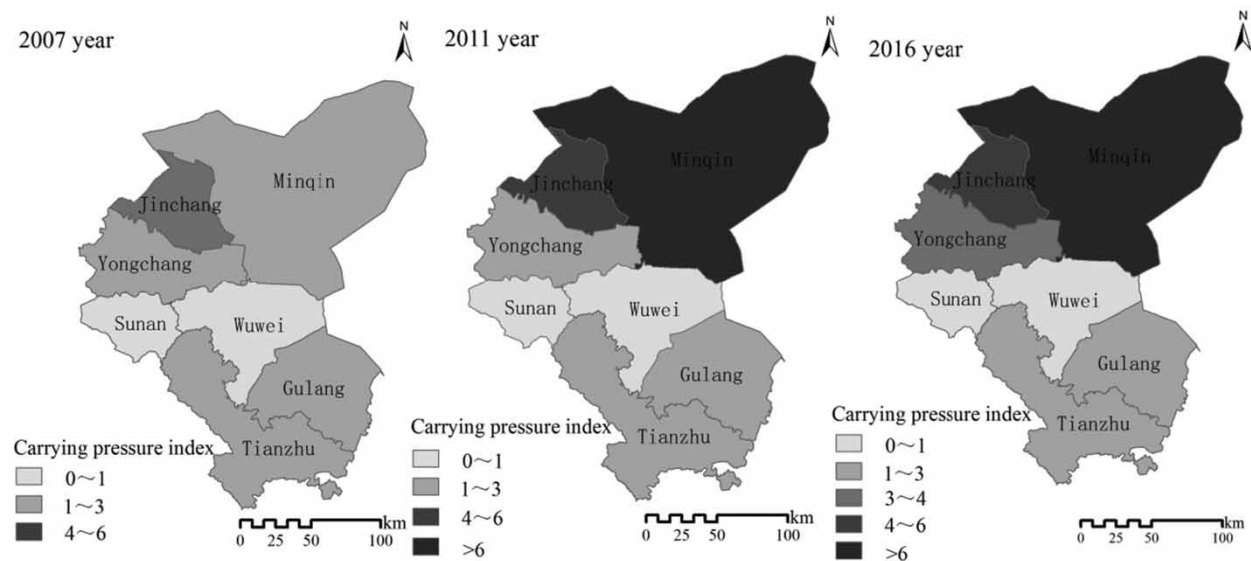 2007 year
N
Minqin
Jinchang
Yongchang
Sunan
Wuwei
Gulang
Tianzhu
Carrying pressure index
0～1
1～3
4～6
km
0 25 50 100
2011 year
N
Minqin
Jinchang
Yongchang
Sunan
Wuwei
Gulang
Tianzhu
Carrying pressure index
0～1
1～3
4～6
>6
km
0 25 50 100
2016 year
N
Minqin
Jinchang
Yongchang
Sunan
Wuwei
Gulang
Tianzhu
Carrying pressure index
0～1
1～3
3～4
4～6
>6
km
0 25 50 100